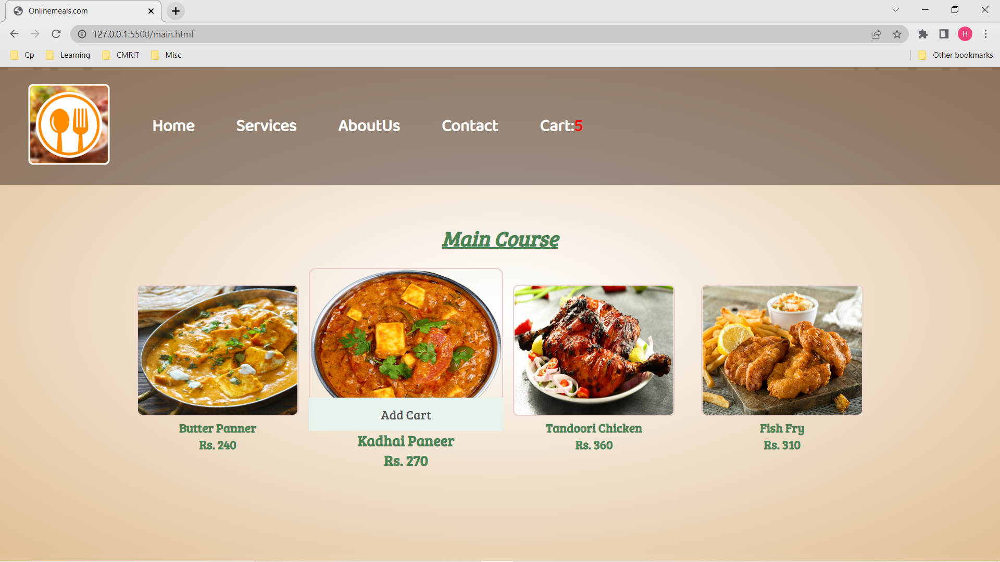 Onlinemeals.com
127.0.0.1:5500/main.html
H
Cp Learning CMRIT Misc Other bookmarks
Home Services AboutUs Contact Cart:5
Main Course
Add Cart
Butter Panner
Rs. 240
Kadhai Paneer
Rs. 270
Tandoori Chicken
Rs. 360
Fish Fry
Rs. 310